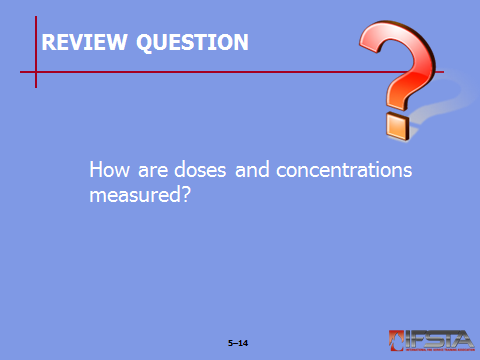 REVIEW QUESTION
How are doses and concentrations
measured?
5–14
IFSTA